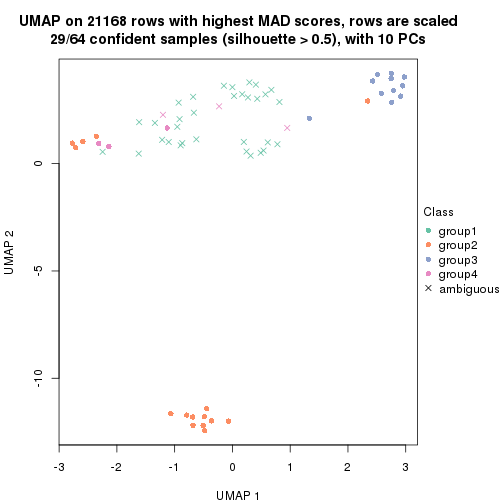 UMAP on 21168 rows with highest MAD scores, rows are scaled
29/64 confident samples (silhouette > 0.5), with 10 PCs
UMAP 2
0
-5
-10
-3
-2
-1
0
1
2
3
UMAP 1
Class
group1
group2
group3
group4
ambiguous